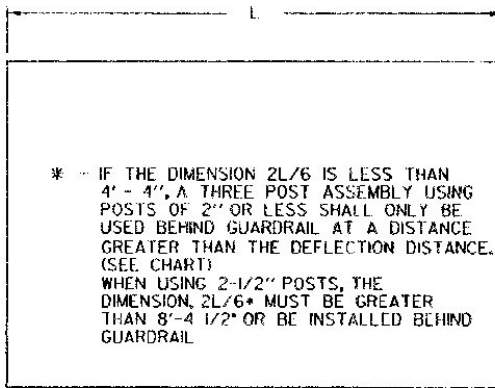 L
* - IF THE DIMENSION 2L/6 IS LESS THAN
4' - 4", A THREE POST ASSEMBLY USING
POSTS OF 2" OR LESS SHALL ONLY BE
USED BEHIND GUARDRAIL AT A DISTANCE
GREATER THAN THE DEFLECTION DISTANCE.
(SEE CHART)
WHEN USING 2-1/2" POSTS, THE
DIMENSION, 2L/6* MUST BE GREATER
THAN 8'-4 1/2" OR BE INSTALLED BEHIND
GUARDRAIL